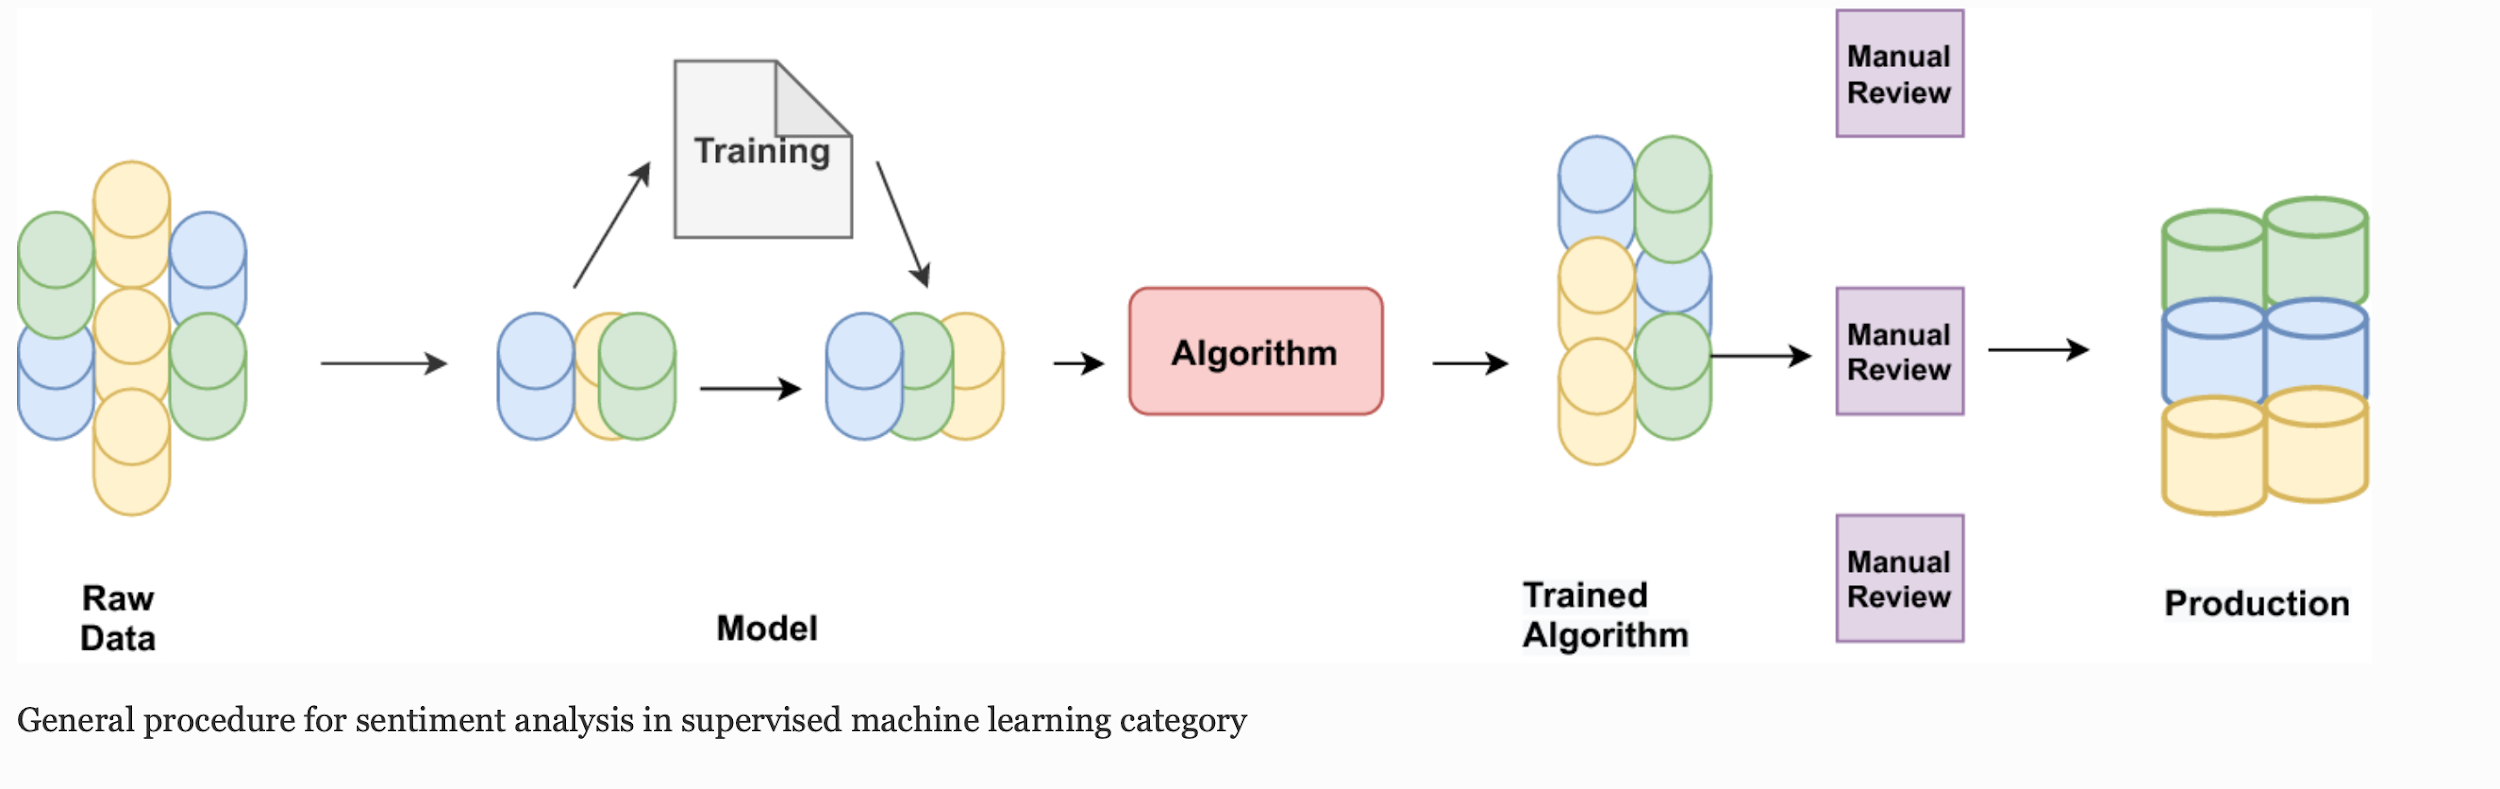 Manual
Review
Training
Manual
Review
Algorithm
Manual
Review
Raw
Data
Model
Trained
Algorithm
Production
General procedure for sentiment analysis in supervised machine learning category